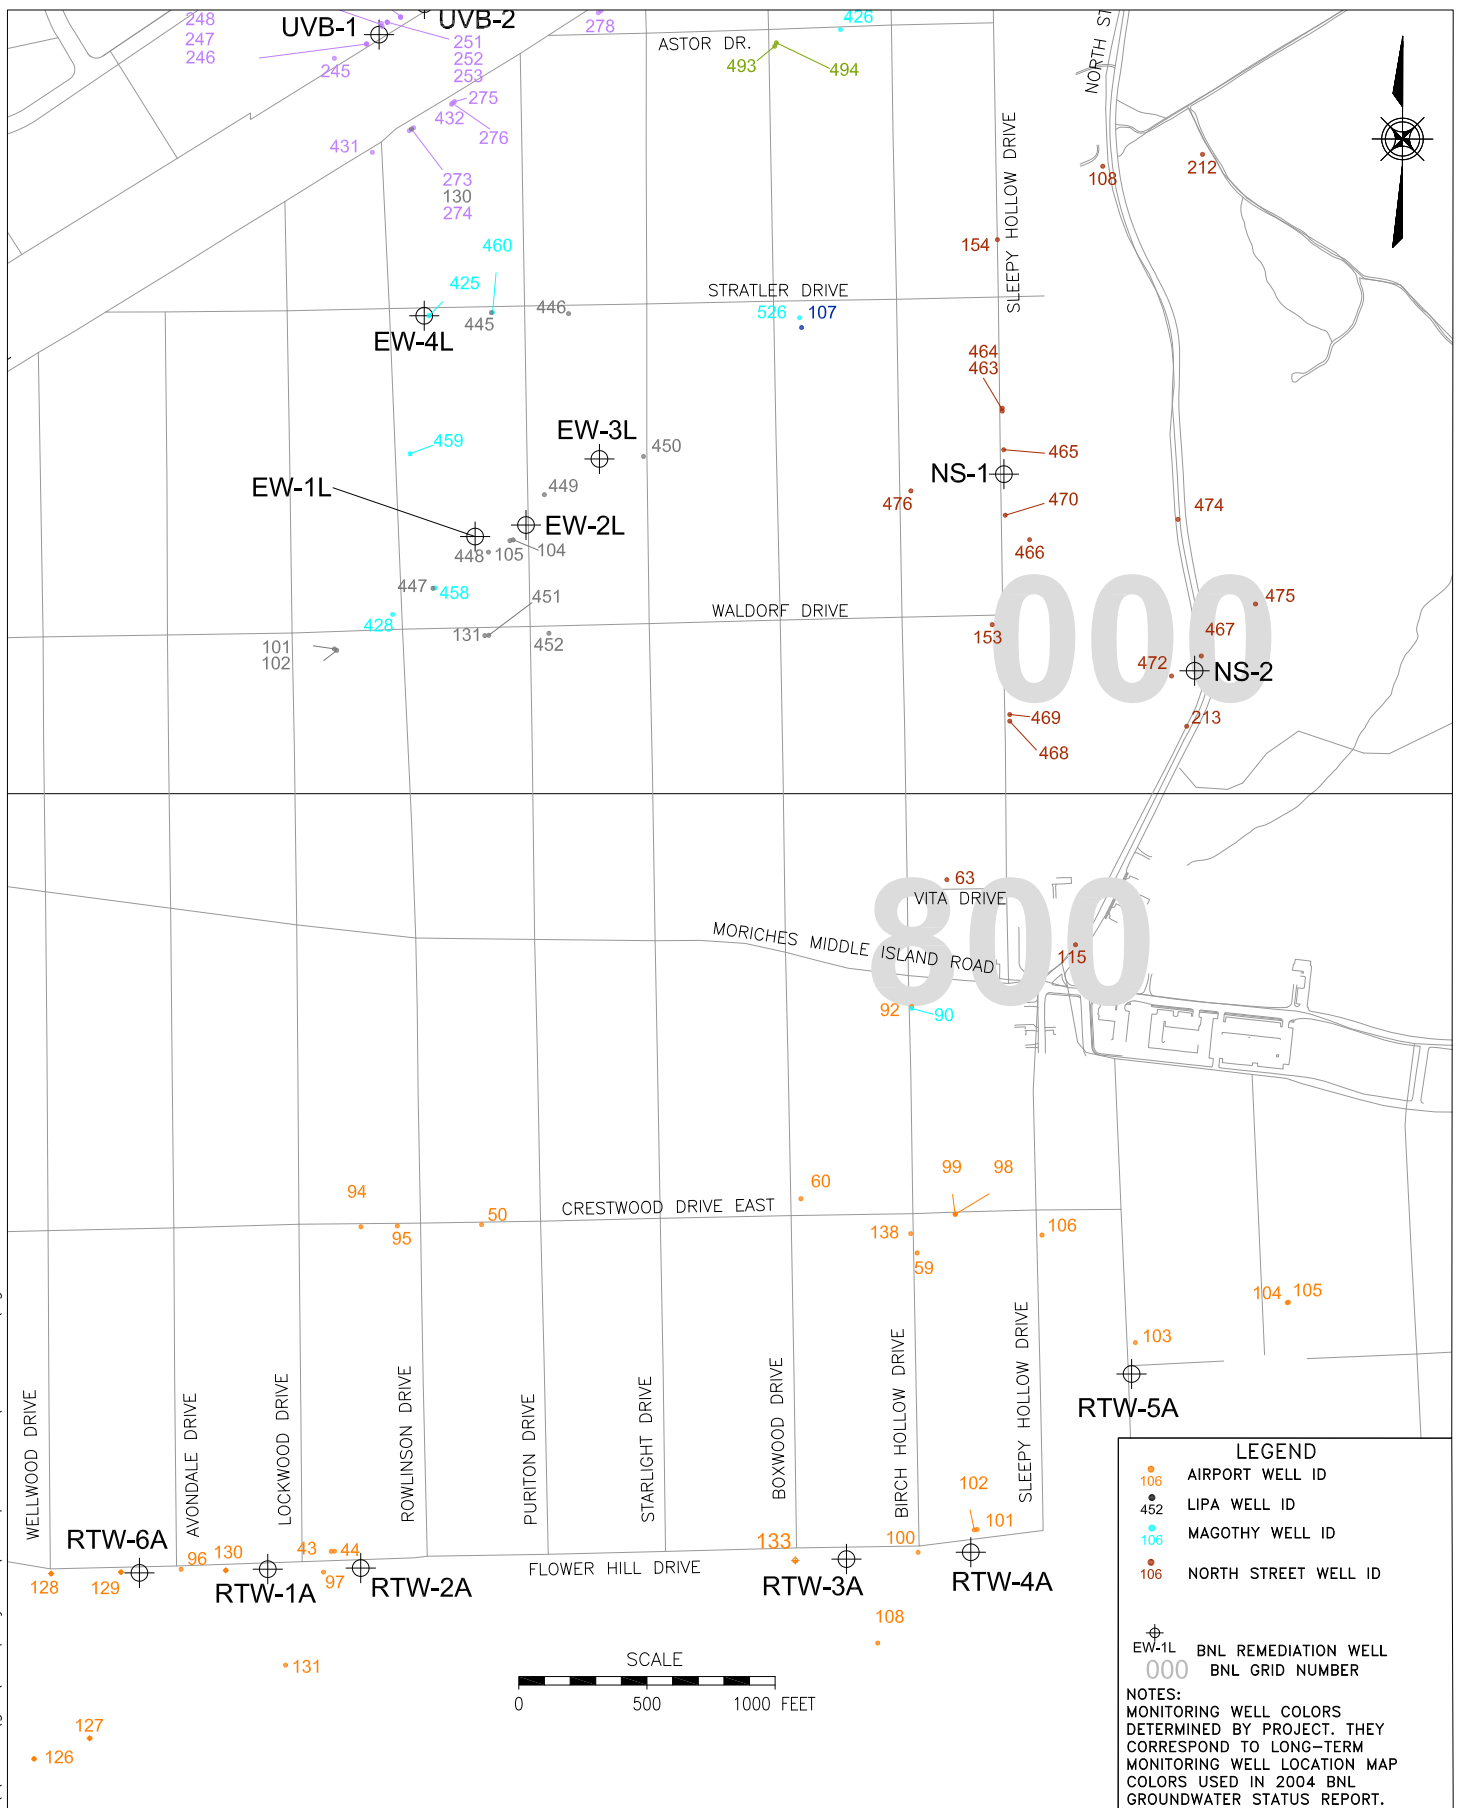 248
247
246
UVB-1
UVB-2
251
252
253
245
278
426
ASTOR DR.
493
494
NORTH ST
275
432
276
431
273
130
274
108
212
154
SLEEPY HOLLOW DRIVE
460
425
STRATLER DRIVE
445
446
526
107
EW-4L
464
463
459
EW-3L
450
465
EW-1L
449
NS-1
476
470
474
EW-2L
448
105
104
466
447
458
451
475
000
428
WALDORF DRIVE
131
452
153
467
101
102
472
NS-2
469
213
468
63
VITA DRIVE
800
MORICHES MIDDLE ISLAND ROAD
115
92
90
94
95
50
CRESTWOOD DRIVE EAST
60
99
98
138
59
106
104
105
103
RTW-5A
WELLWOOD DRIVE
AVONDALE DRIVE
LOCKWOOD DRIVE
ROWLINSON DRIVE
PURITON DRIVE
STARLIGHT DRIVE
BOXWOOD DRIVE
BIRCH HOLLOW DRIVE
SLEEPY HOLLOW DRIVE
102
101
100
RTW-6A
128
129
96
130
43
44
97
RTW-1A
RTW-2A
FLOWER HILL DRIVE
133
RTW-3A
RTW-4A
108
131
127
126
SCALE
0 500 1000 FEET
LEGEND
106 AIRPORT WELL ID
452 LIPA WELL ID
106 MAGOTHY WELL ID
106 NORTH STREET WELL ID
EW-1L BNL REMEDIATION WELL
000 BNL GRID NUMBER
NOTES:
MONITORING WELL COLORS
DETERMINED BY PROJECT. THEY
CORRESPOND TO LONG-TERM
MONITORING WELL LOCATION MAP
COLORS USED IN 2004 BNL
GROUNDWATER STATUS REPORT.